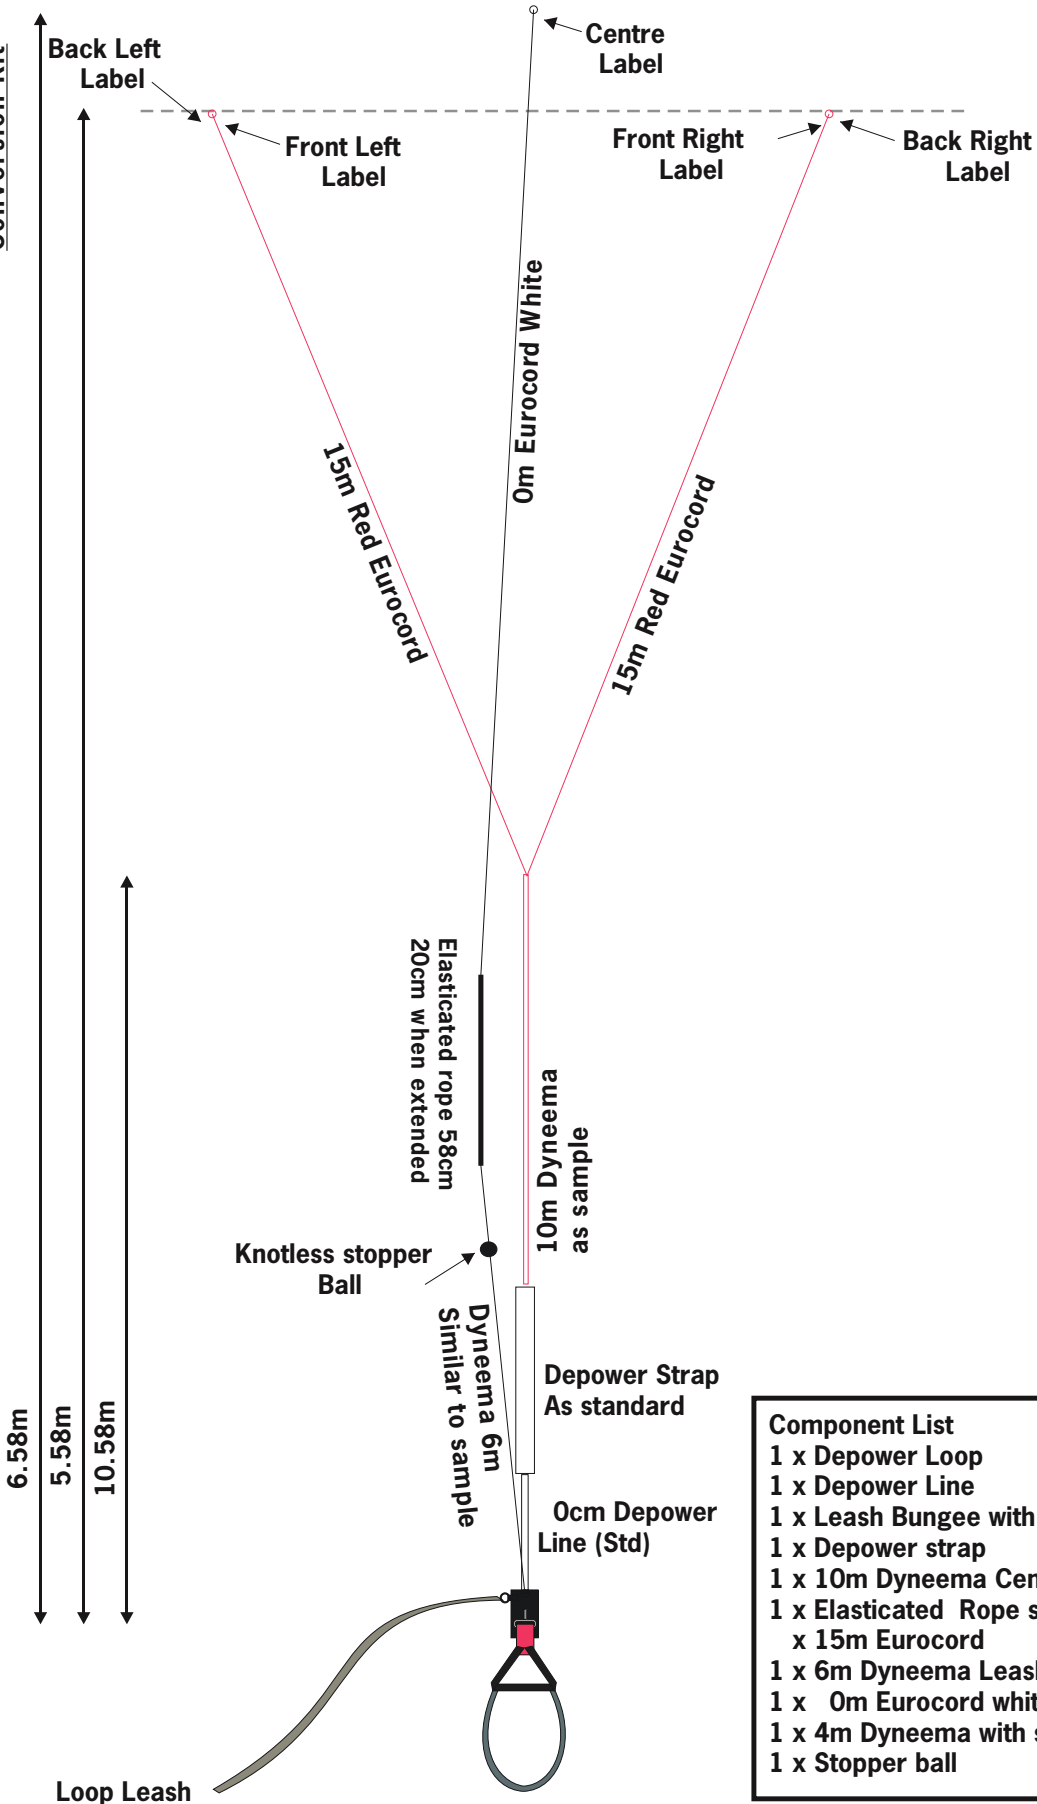 Conversion Kit
Centre
Label
Back Left
Label
Front Left
Label
Front Right
Label
Back Right
Label
0m Eurocord White
15m Red Eurocord
15m Red Eurocord
Elasticated rope 58cm
20cm when extended
10m Dyneema
as sample
Knotless stopper
Ball
Dyneema 6m
Similar to sample
Depower Strap
As standard
0cm Depower
Line (Std)
6.58m
5.58m
10.58m
Loop Leash
Component List
1 x Depower Loop
1 x Depower Line
1 x Leash Bungee with
1 x Depower strap
1 x 10m Dyneema Cen
1 x Elasticated Rope s
x 15m Eurocord
1 x 6m Dyneema Leash
1 x 0m Eurocord whit
1 x 4m Dyneema with s
1 x Stopper ball